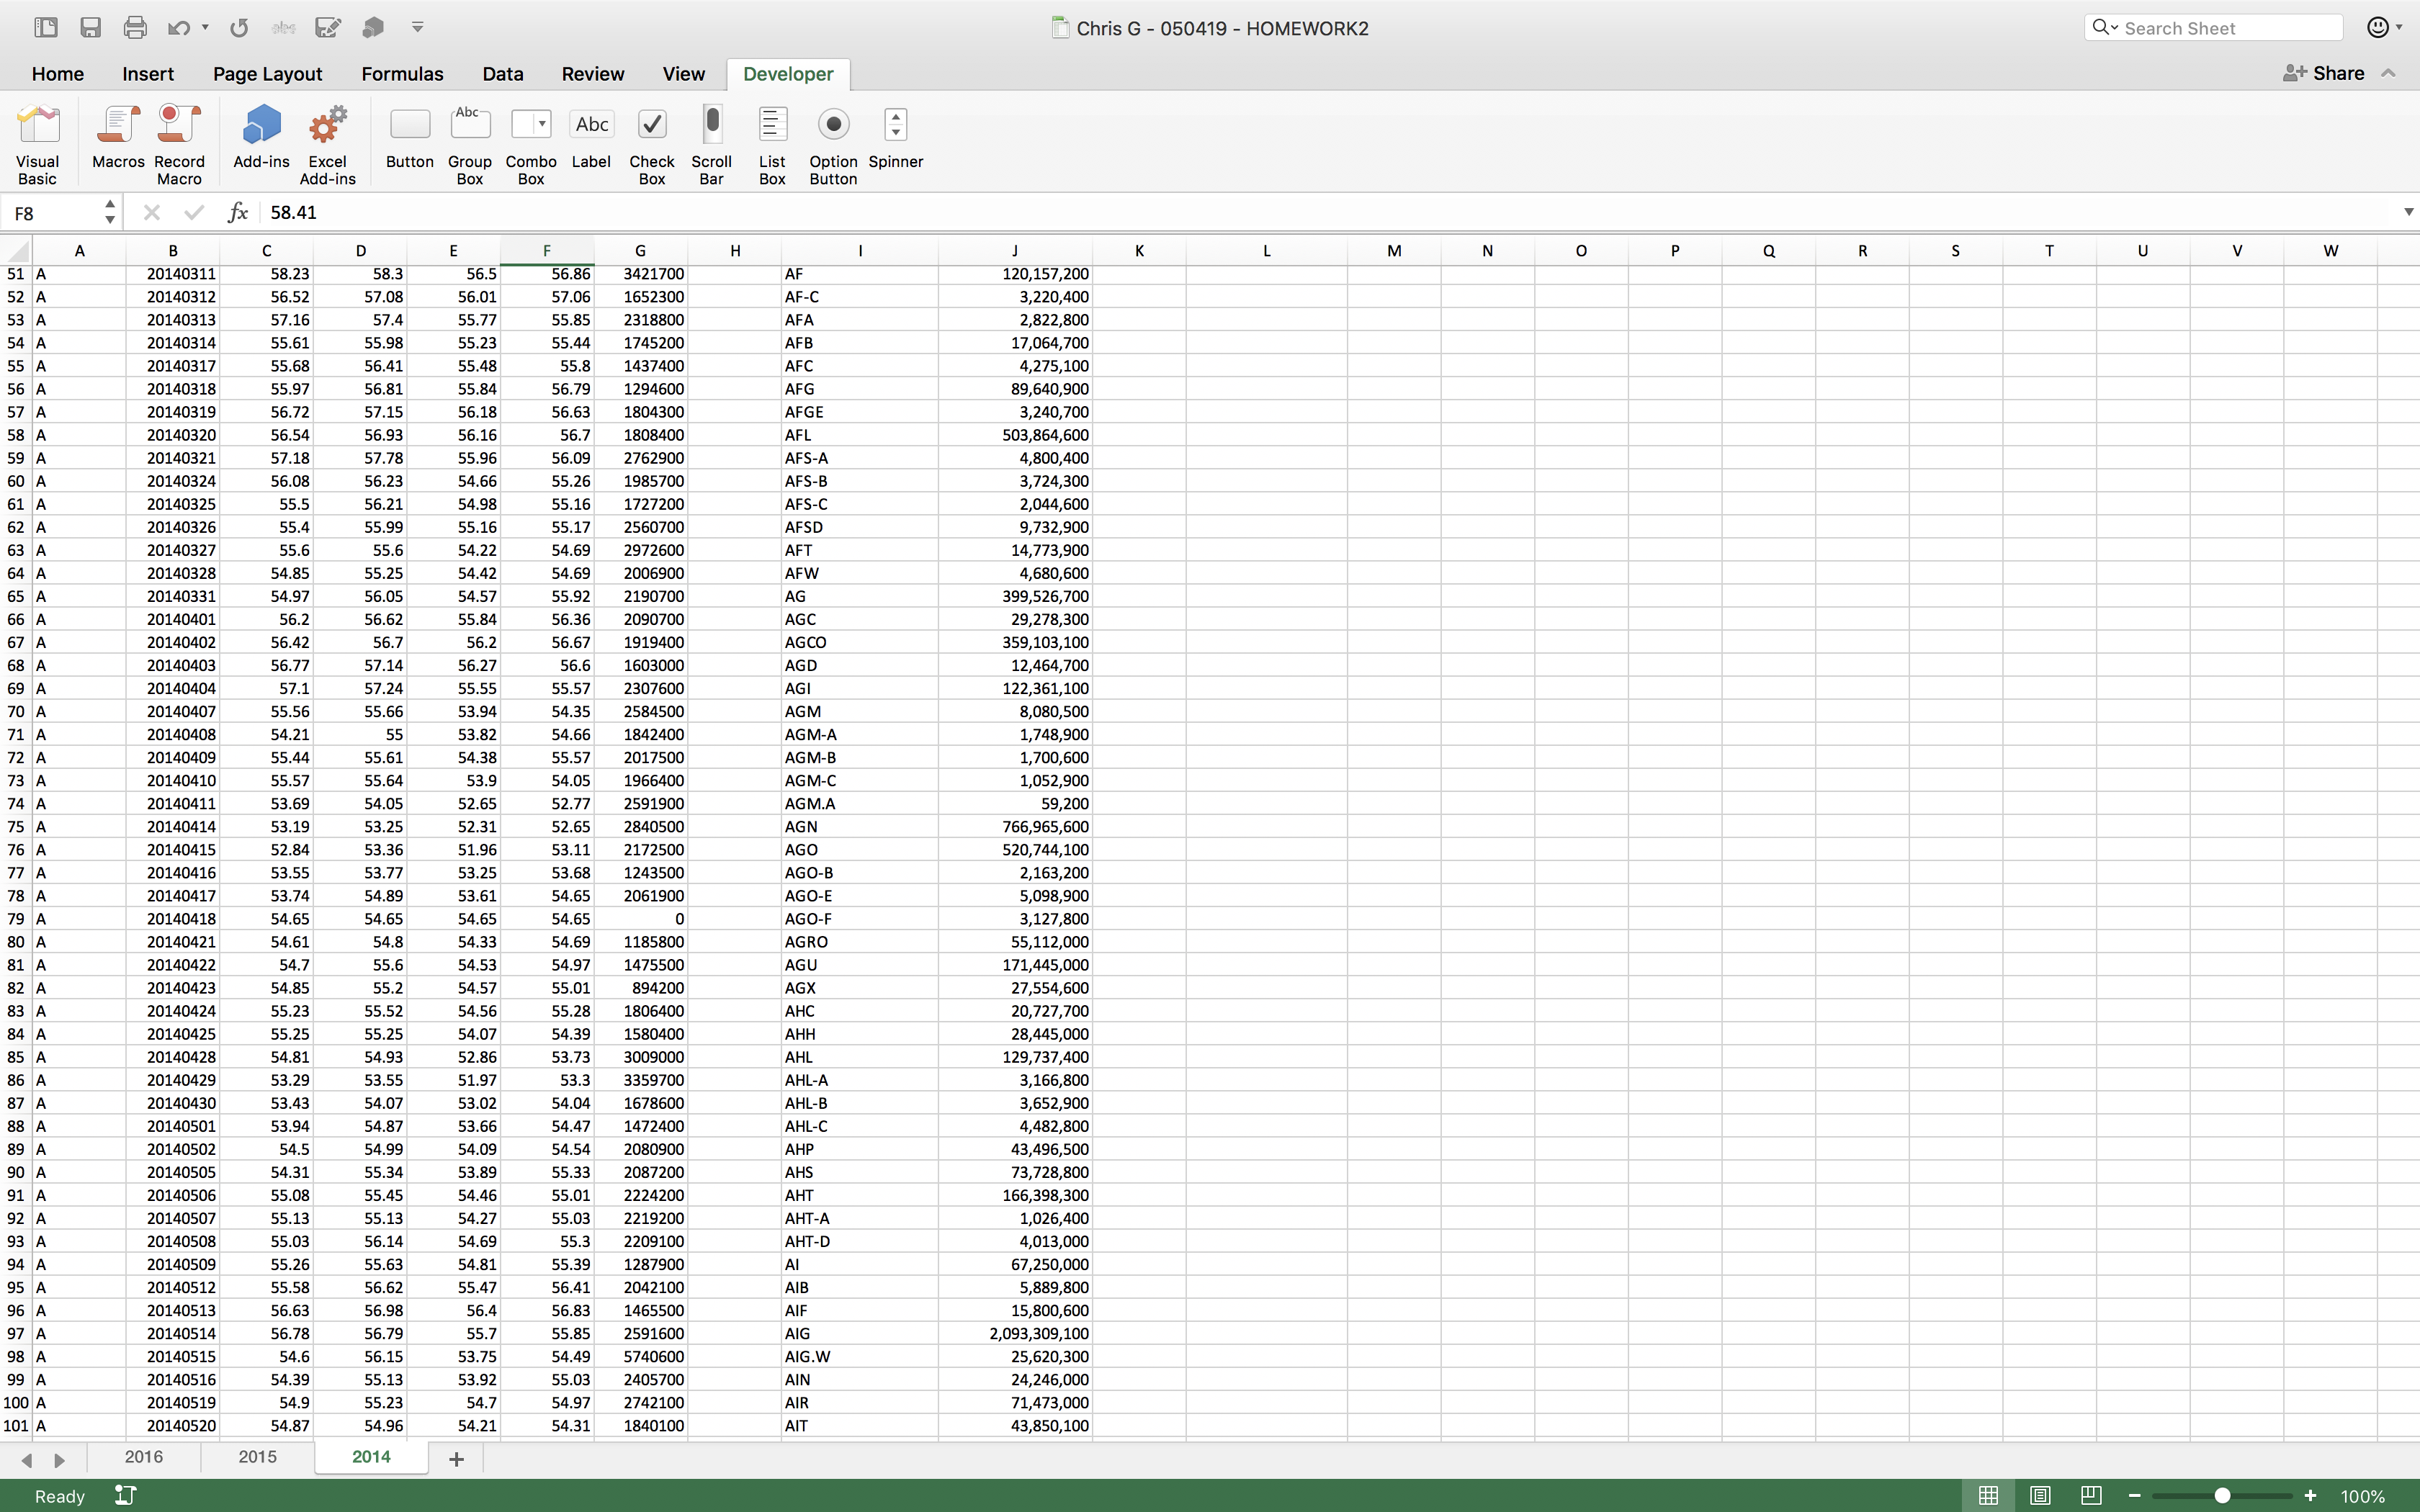 Chris G - 050419 - HOMEWORK2
Search Sheet
Home Insert Page Layout Formulas Data Review View Developer
Share
Visual Basic Macros Record Macro Add-ins Excel Add-ins Button Abc Group Box Combo Box Abc Label Check Box Scroll Bar List Box Option Button Spinner
F8 fx 58.41
A B C D E F G H I J K L M N O P Q R S T U V W
51 A 20140311 58.23 58.3 56.5 56.86 3421700 AF 120,157,200
52 A 20140312 56.52 57.08 56.01 57.06 1652300 AF-C 3,220,400
53 A 20140313 57.16 57.4 55.77 55.85 2318800 AFA 2,822,800
54 A 20140314 55.61 55.98 55.23 55.44 1745200 AFB 17,064,700
55 A 20140317 55.68 56.41 55.48 55.8 1437400 AFC 4,275,100
56 A 20140318 55.97 56.81 55.84 56.79 1294600 AFG 89,640,900
57 A 20140319 56.72 57.15 56.18 56.63 1804300 AFGE 3,240,700
58 A 20140320 56.54 56.93 56.16 56.7 1808400 AFL 503,864,600
59 A 20140321 57.18 57.78 55.96 56.09 2762900 AFS-A 4,800,400
60 A 20140324 56.08 56.23 54.66 55.26 1985700 AFS-B 3,724,300
61 A 20140325 55.5 56.21 54.98 55.16 1727200 AFS-C 2,044,600
62 A 20140326 55.4 55.99 55.16 55.17 2560700 AFSD 9,732,900
63 A 20140327 55.6 55.6 54.22 54.69 2972600 AFT 14,773,900
64 A 20140328 54.85 55.25 54.42 54.69 2006900 AFW 4,680,600
65 A 20140331 54.97 56.05 54.57 55.92 2190700 AG 399,526,700
66 A 20140401 56.2 56.62 55.84 56.36 2090700 AGC 29,278,300
67 A 20140402 56.42 56.7 56.2 56.67 1919400 AGCO 359,103,100
68 A 20140403 56.77 57.14 56.27 56.6 1603000 AGD 12,464,700
69 A 20140404 57.1 57.24 55.55 55.57 2307600 AGI 122,361,100
70 A 20140407 55.56 55.66 53.94 54.35 2584500 AGM 8,080,500
71 A 20140408 54.21 55 53.82 54.66 1842400 AGM-A 1,748,900
72 A 20140409 55.44 55.61 54.38 55.57 2017500 AGM-B 1,700,600
73 A 20140410 55.57 55.64 53.9 54.05 1966400 AGM-C 1,052,900
74 A 20140411 53.69 54.05 52.65 52.77 2591900 AGM.A 59,200
75 A 20140414 53.19 53.25 52.31 52.65 2840500 AGN 766,965,600
76 A 20140415 52.84 53.36 51.96 53.11 2172500 AGO 520,744,100
77 A 20140416 53.55 53.77 53.25 53.68 1243500 AGO-B 2,163,200
78 A 20140417 53.74 54.89 53.61 54.65 2061900 AGO-E 5,098,900
79 A 20140418 54.65 54.65 54.65 54.65 0 AGO-F 3,127,800
80 A 20140421 54.61 54.8 54.33 54.69 1185800 AGRO 55,112,000
81 A 20140422 54.7 55.6 54.53 54.97 1475500 AGU 171,445,000
82 A 20140423 54.85 55.2 54.57 55.01 894200 AGX 27,554,600
83 A 20140424 55.23 55.52 54.56 55.28 1806400 AHC 20,727,700
84 A 20140425 55.25 55.25 54.07 54.39 1580400 AHH 28,445,000
85 A 20140428 54.81 54.93 52.86 53.73 3009000 AHL 129,737,400
86 A 20140429 53.29 53.55 51.97 53.3 3359700 AHL-A 3,166,800
87 A 20140430 53.43 54.07 53.02 54.04 1678600 AHL-B 3,652,900
88 A 20140501 53.94 54.87 53.66 54.47 1472400 AHL-C 4,482,800
89 A 20140502 54.5 54.99 54.09 54.54 2080900 AHP 43,496,500
90 A 20140505 54.31 55.34 53.89 55.33 2087200 AHS 73,728,800
91 A 20140506 55.08 55.45 54.46 55.01 2224200 AHT 166,398,300
92 A 20140507 55.13 55.13 54.27 55.03 2219200 AHT-A 1,026,400
93 A 20140508 55.03 56.14 54.69 55.3 2209100 AHT-D 4,013,000
94 A 20140509 55.26 55.63 54.81 55.39 1287900 AI 67,250,000
95 A 20140512 55.58 56.62 55.47 56.41 2042100 AIB 5,889,800
96 A 20140513 56.63 56.98 56.4 56.83 1465500 AIF 15,800,600
97 A 20140514 56.78 56.79 55.7 55.85 2591600 AIG 2,093,309,100
98 A 20140515 54.6 56.15 53.75 54.49 5740600 AIG.W 25,620,300
99 A 20140516 54.39 55.13 53.92 55.03 2405700 AIN 24,246,000
100 A 20140519 54.9 55.23 54.7 54.97 2742100 AIR 71,473,000
101 A 20140520 54.87 54.96 54.21 54.31 1840100 AIT 43,850,100
2016 2015 2014 +
Ready 100%